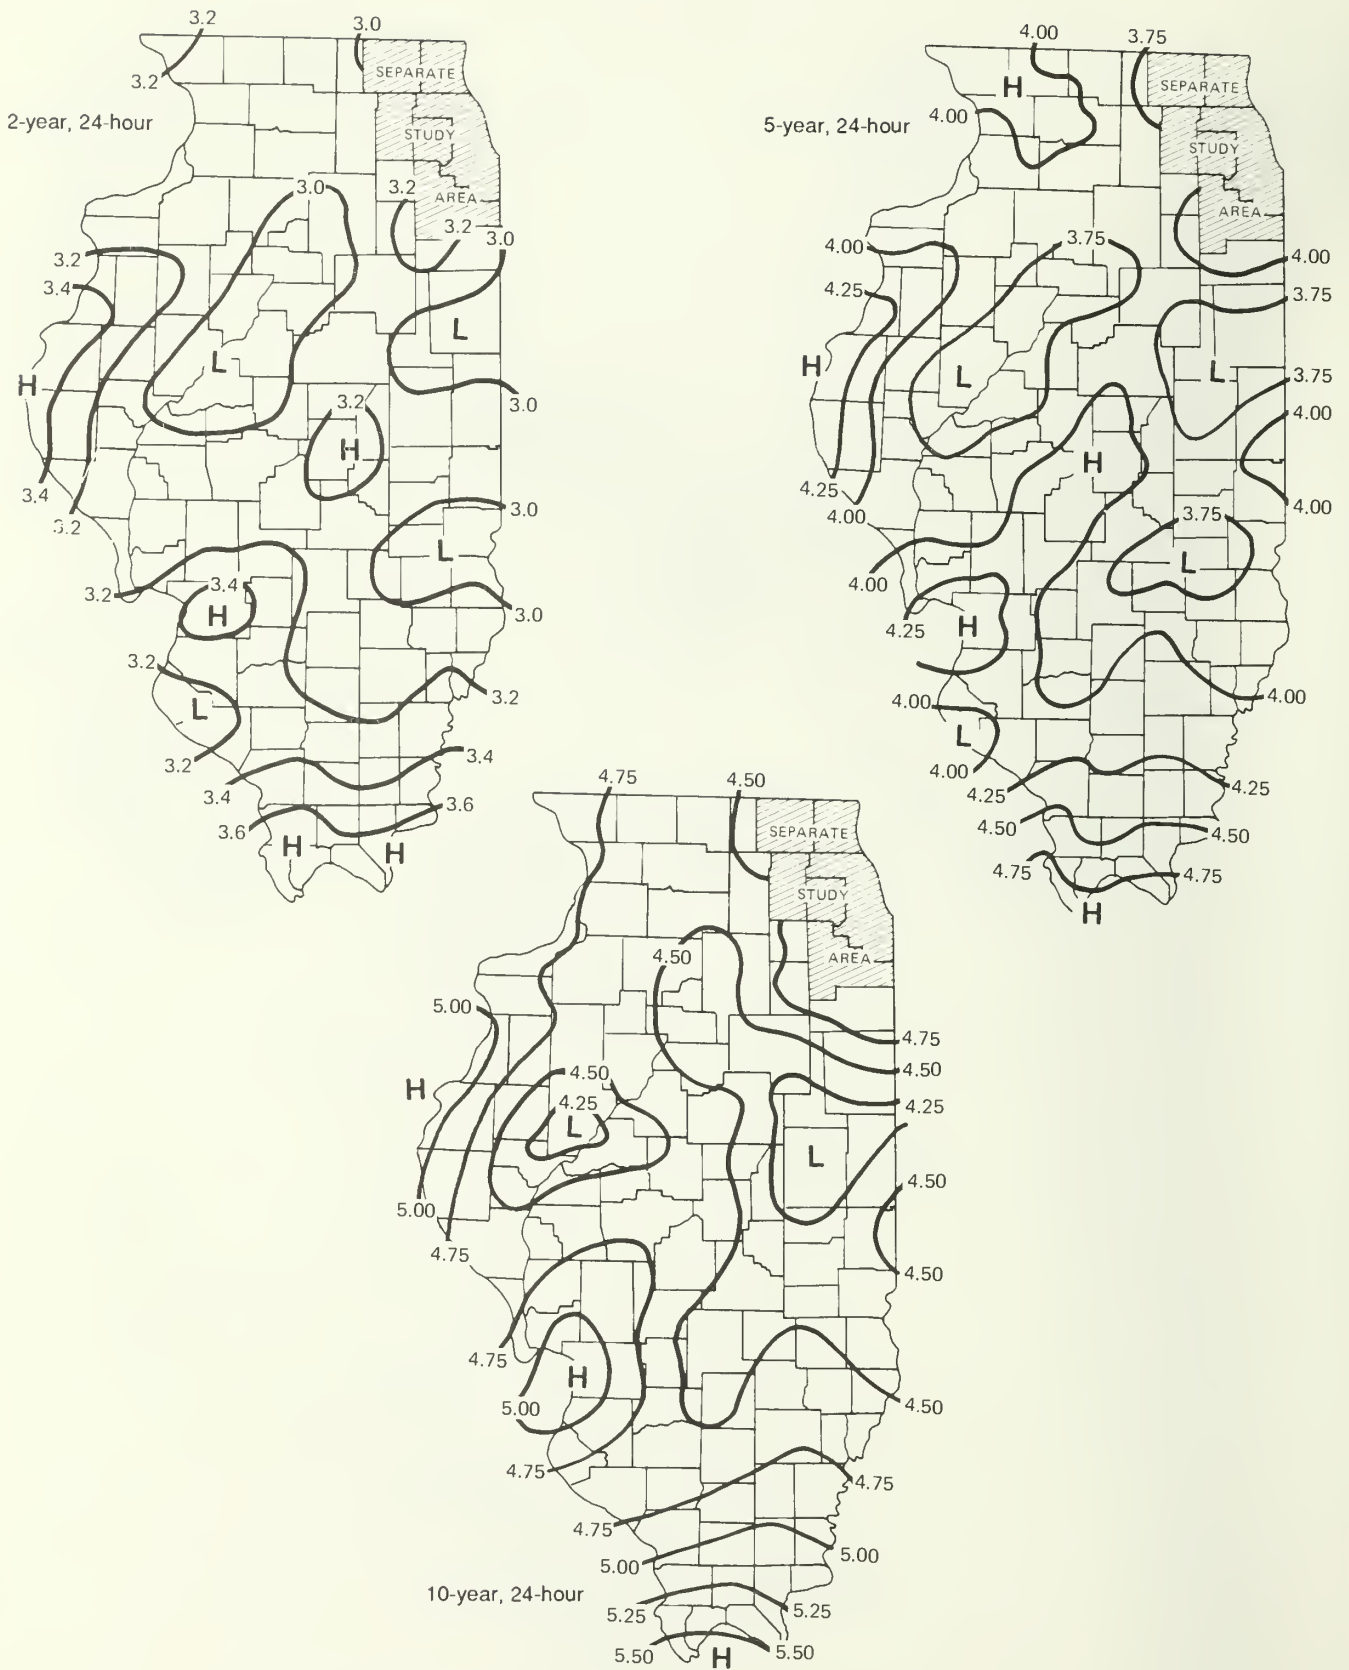 3.2
3.0
3.2
SEPARATE
2-year, 24-hour
STUDY
3.0
3.2
AREA
3.2
3.0
3.2
3.4
L
L
H
3.2
3.0
H
3.4
3.2
3.0
L
3.2
3.4
H
3.0
3.2
3.2
L
3.2
3.4
3.4
3.6
3.6
H
H
4.00
3.75
H
SEPARATE
4.00
5-year, 24-hour
STUDY
AREA
4.00
3.75
4.00
4.25
3.75
H
L
L
3.75
4.00
H
4.25
4.00
4.00
3.75
L
4.00
4.25
H
4.00
4.00
L
4.00
4.25
4.25
4.50
4.50
4.75
4.75
H
4.75
4.50
SEPARATE
STUDY
4.50
AREA
5.00
4.75
4.50
4.50
H
4.25
4.25
L
L
4.50
5.00
4.75
4.50
4.75
H
5.00
4.50
4.75
4.75
4.75
5.00
5.00
10-year, 24-hour
5.25
5.25
5.50
H
5.50